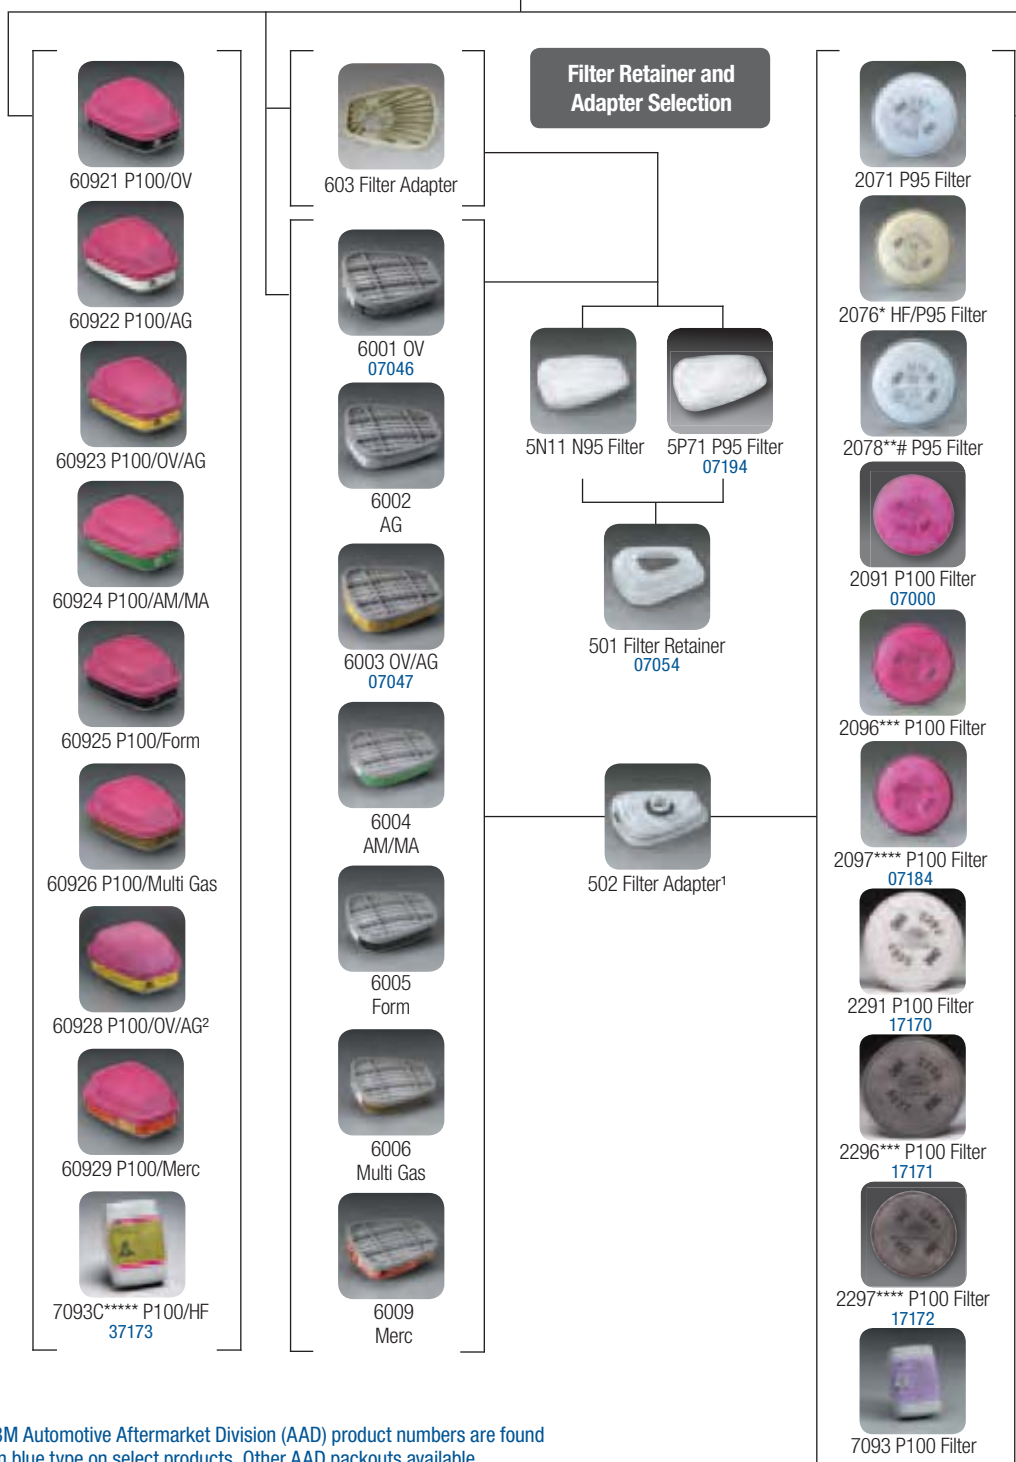 Filter Retainer and
Adapter Selection
60921 P100/OV
60922 P100/AG
60923 P100/OV/AG
60924 P100/AM/MA
60925 P100/Form
60926 P100/Multi Gas
60928 P100/OV/AG²
60929 P100/Merc
7093C***** P100/HF
37173
603 Filter Adapter
6001 OV
07046
6002
AG
6003 OV/AG
07047
6004
AM/MA
6005
Form
6006
Multi Gas
6009
Merc
5N11 N95 Filter
5P71 P95 Filter
07194
501 Filter Retainer
07054
502 Filter Adapter¹
2071 P95 Filter
2076* HF/P95 Filter
2078**# P95 Filter
2091 P100 Filter
07000
2096*** P100 Filter
2097**** P100 Filter
07184
2291 P100 Filter
17170
2296*** P100 Filter
17171
2297**** P100 Filter
17172
7093 P100 Filter
3M Automotive Aftermarket Division (AAD) product numbers are found
in blue type on select products. Other AAD packouts available